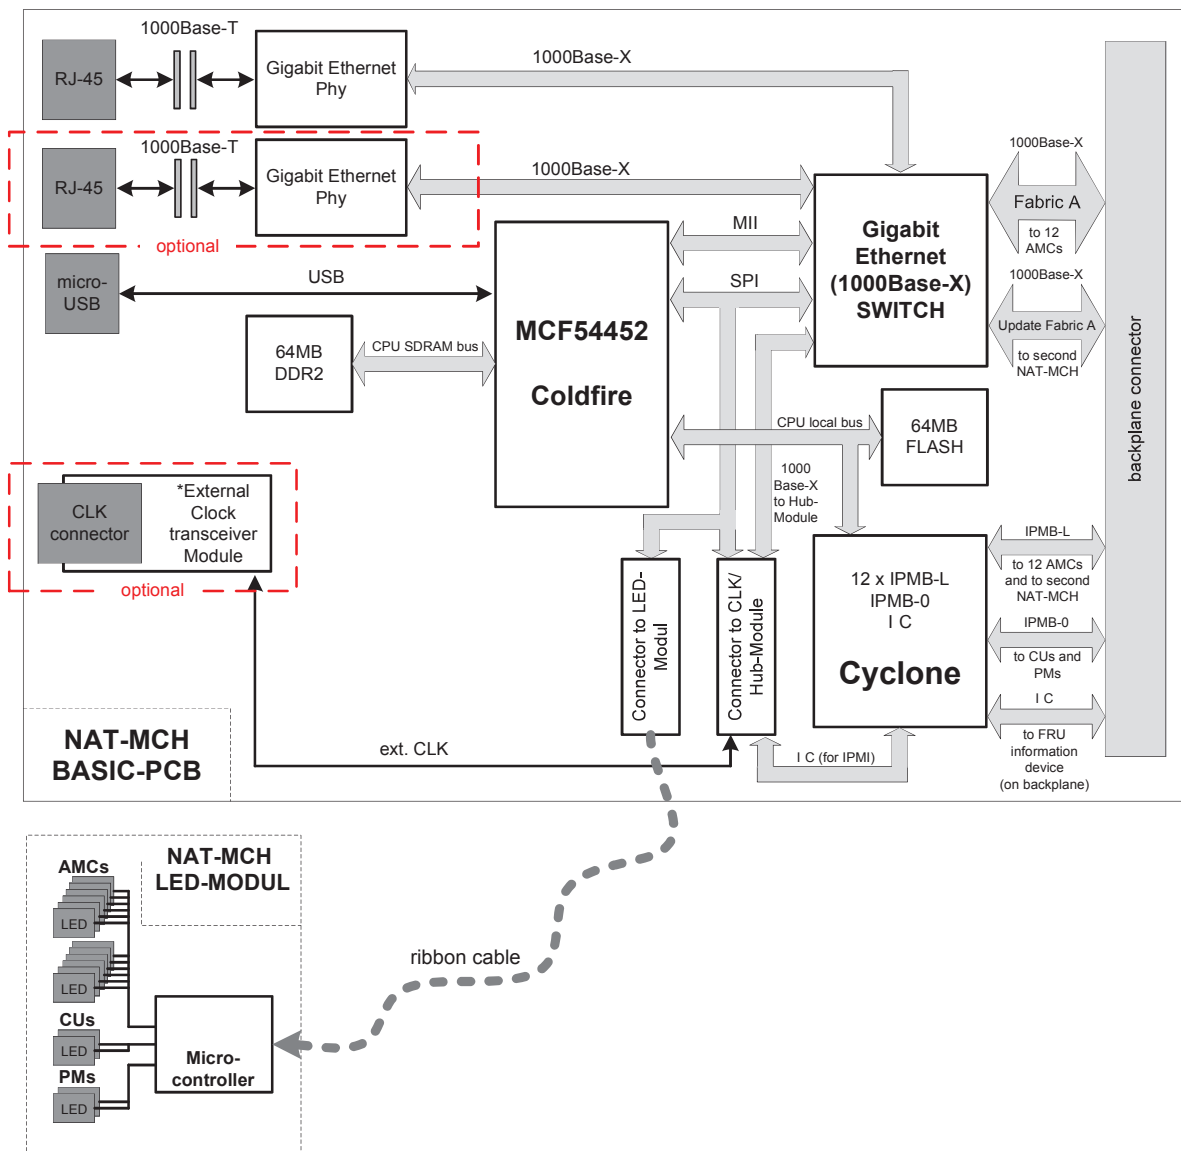 1000Base-T
RJ-45
Gigabit Ethernet
Phy
1000Base-X
1000Base-T
RJ-45
Gigabit Ethernet
Phy
1000Base-X
optional
micro-
USB
USB
64MB
DDR2
CPU SDRAM bus
MCF54452
Coldfire
MII
SPI
Gigabit
Ethernet
(1000Base-X)
SWITCH
1000Base-X
Fabric A
to 12
AMCs
1000Base-X
Update Fabric A
to second
NAT-MCH
backplane connector
CPU local bus
64MB
FLASH
1000
Base-X
to Hub-
Module
CLK
connector
*External
Clock
transceiver
Module
optional
Connector to LED-
Modul
Connector to CLK/
Hub-Module
12 x IPMB-L
IPMB-0
I C
Cyclone
IPMB-L
to 12 AMCs
and to second
NAT-MCH
IPMB-0
to CUs and
PMs
I C
to FRU
information
device
(on backplane)
I C (for IPMI)
ext. CLK
NAT-MCH
BASIC-PCB
NAT-MCH
LED-MODUL
AMCs
LED
LED
CUs
LED
PMs
LED
Micro-
controller
ribbon cable